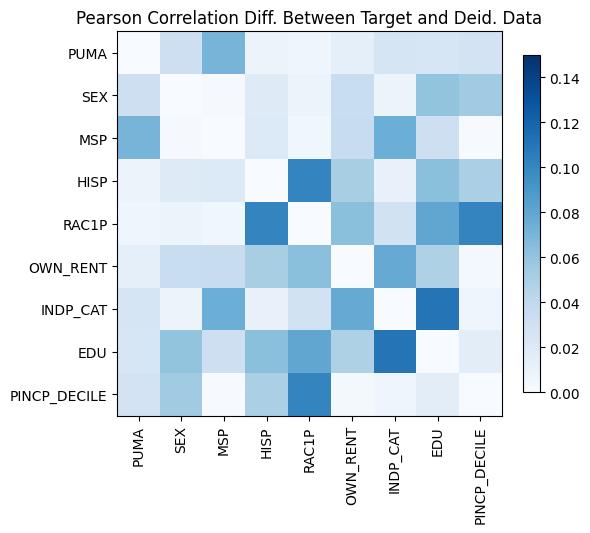 Pearson Correlation Diff. Between Target and Deid. Data
PUMA
SEX
MSP
HISP
RAC1P
OWN_RENT
INDP_CAT
EDU
PINCP_DECILE
PUMA
SEX
MSP
HISP
RAC1P
OWN_RENT
INDP_CAT
EDU
PINCP_DECILE
0.14
0.12
0.10
0.08
0.06
0.04
0.02
0.00